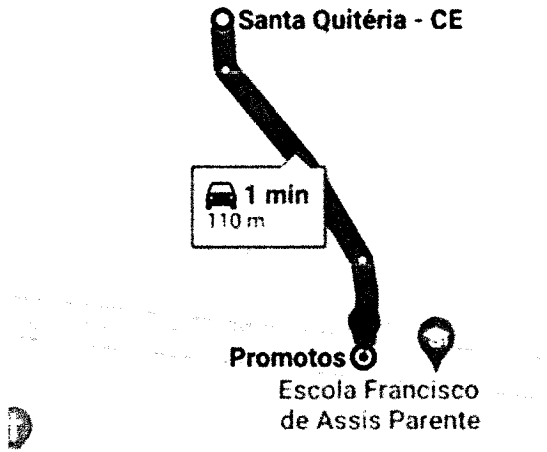 Santa Quitéria - CE
1 min
110 m
Promotos
Escola Francisco
de Assis Parente